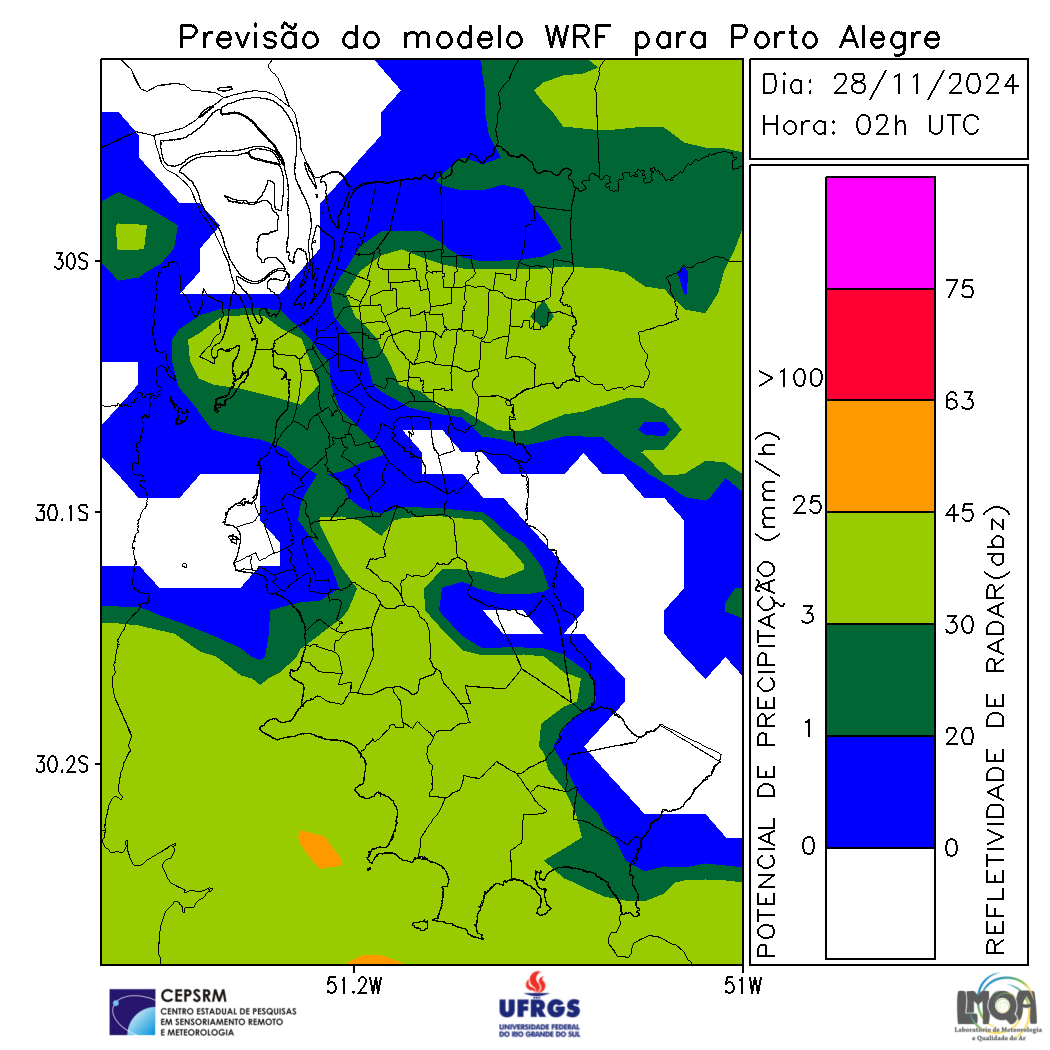 Previsão do modelo WRF para Porto Alegre
Dia: 28/11/2024
Hora: 02h UTC
30S
30.1S
30.2S
51.2W
51W
POTENCIAL DE PRECIPITAÇÃO (mm/h)
>100
25
3
1
0
75
63
45
30
20
0
REFLETIVIDADE DE RADAR(dbz)
CEPSRM
CENTRO ESTADUAL DE PESQUISAS
EM SENSORIAMENTO REMOTO
E METEOROLOGIA
UFRGS
UNIVERSIDADE FEDERAL
DO RIO GRANDE DO SUL
LMQA
Laboratório de Meteorologia
e Qualidade do Ar